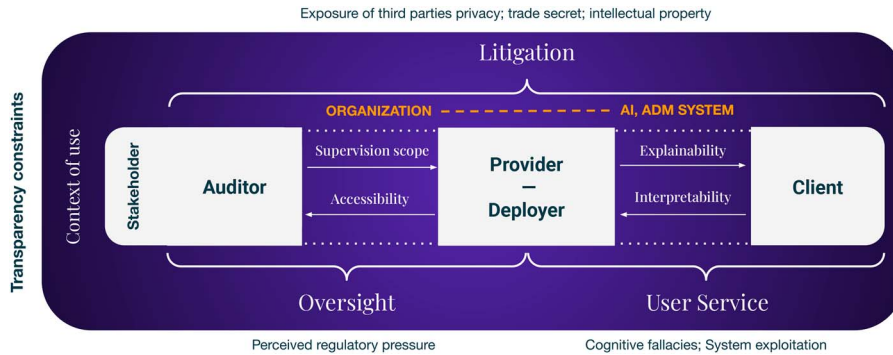 Exposure of third parties privacy; trade secret; intellectual property
Litigation
ORGANIZATION
AI, ADM SYSTEM
Transparency constraints
Context of use
Stakeholder
Auditor
Supervision scope
Accessibility
Provider
—
Deployer
Explainability
Interpretability
Client
Oversight
User Service
Perceived regulatory pressure
Cognitive fallacies; System exploitation